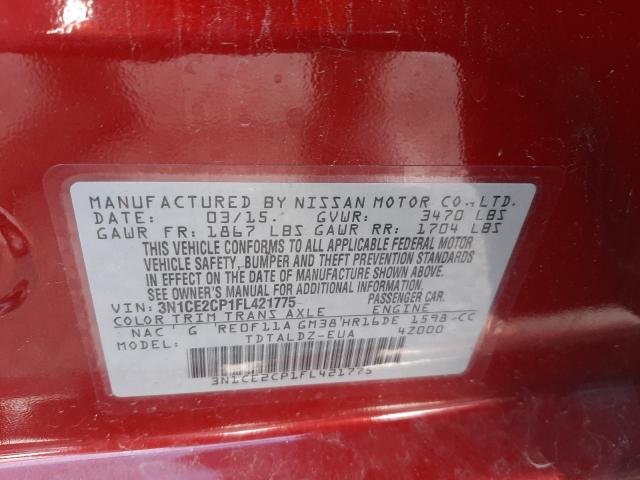 MANUFACTURED BY NISSAN MOTOR CO.,LTD.
DATE: 03/15. GVWR: 3470 LBS
GAWR FR: 1867 LBS GAWR RR: 1704 LBS
THIS VEHICLE CONFORMS TO ALL APPLICABLE FEDERAL MOTOR
VEHICLE SAFETY, BUMPER AND THEFT PREVENTION STANDARDS
IN EFFECT ON THE DATE OF MANUFACTURE SHOWN ABOVE.
SEE OWNER'S MANUAL FOR ADDITIONAL INFORMATION.
VIN: 3N1CE2CP1FL421775 PASSENGER CAR.
COLOR TRIM TRANS AXLE ENGINE
NAC G RE0F11A GM38 HR16DE 1598 CC
MODEL: TDTALDZ-EUA 42000
3N1CE2CP1FL421775